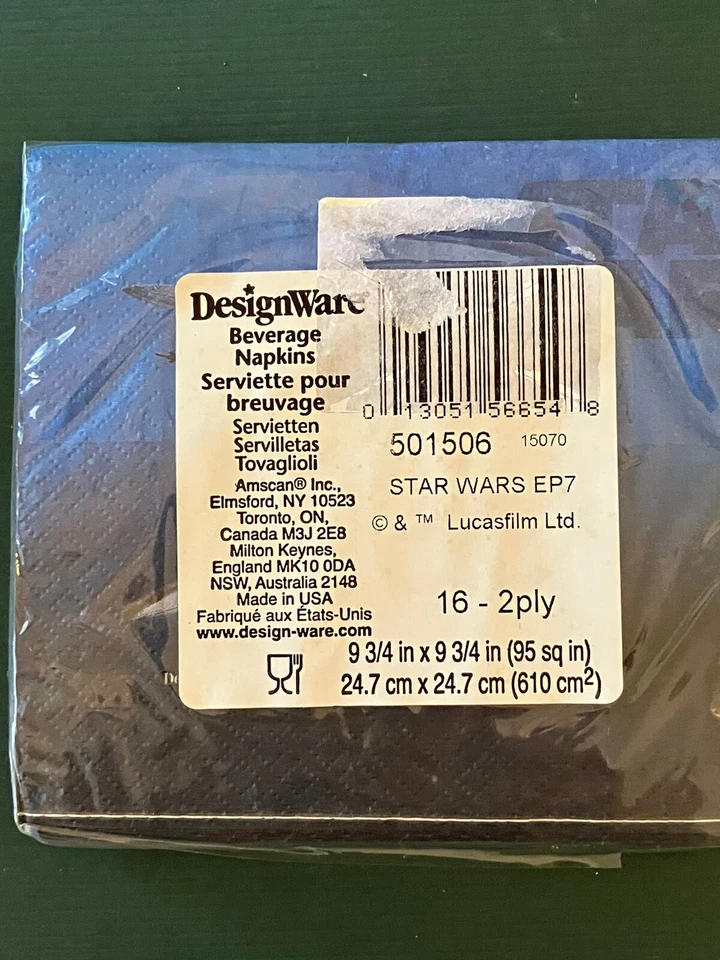 DesignWare
Beverage
Napkins
Serviette pour
breuvage
Servietten
Servilletas
Tovaglioli
Amscan® Inc.,
Elmsford, NY 10523
Toronto, ON,
Canada M3J 2E8
Milton Keynes,
England MK10 0DA
NSW, Australia 2148
Made in USA
Fabriqué aux États-Unis
www.design-ware.com
0 13051 56654 8
501506 15070
STAR WARS EP7
© & ™ Lucasfilm Ltd.
16 - 2ply
9 3/4 in x 9 3/4 in (95 sq in)
24.7 cm x 24.7 cm (610 cm²)